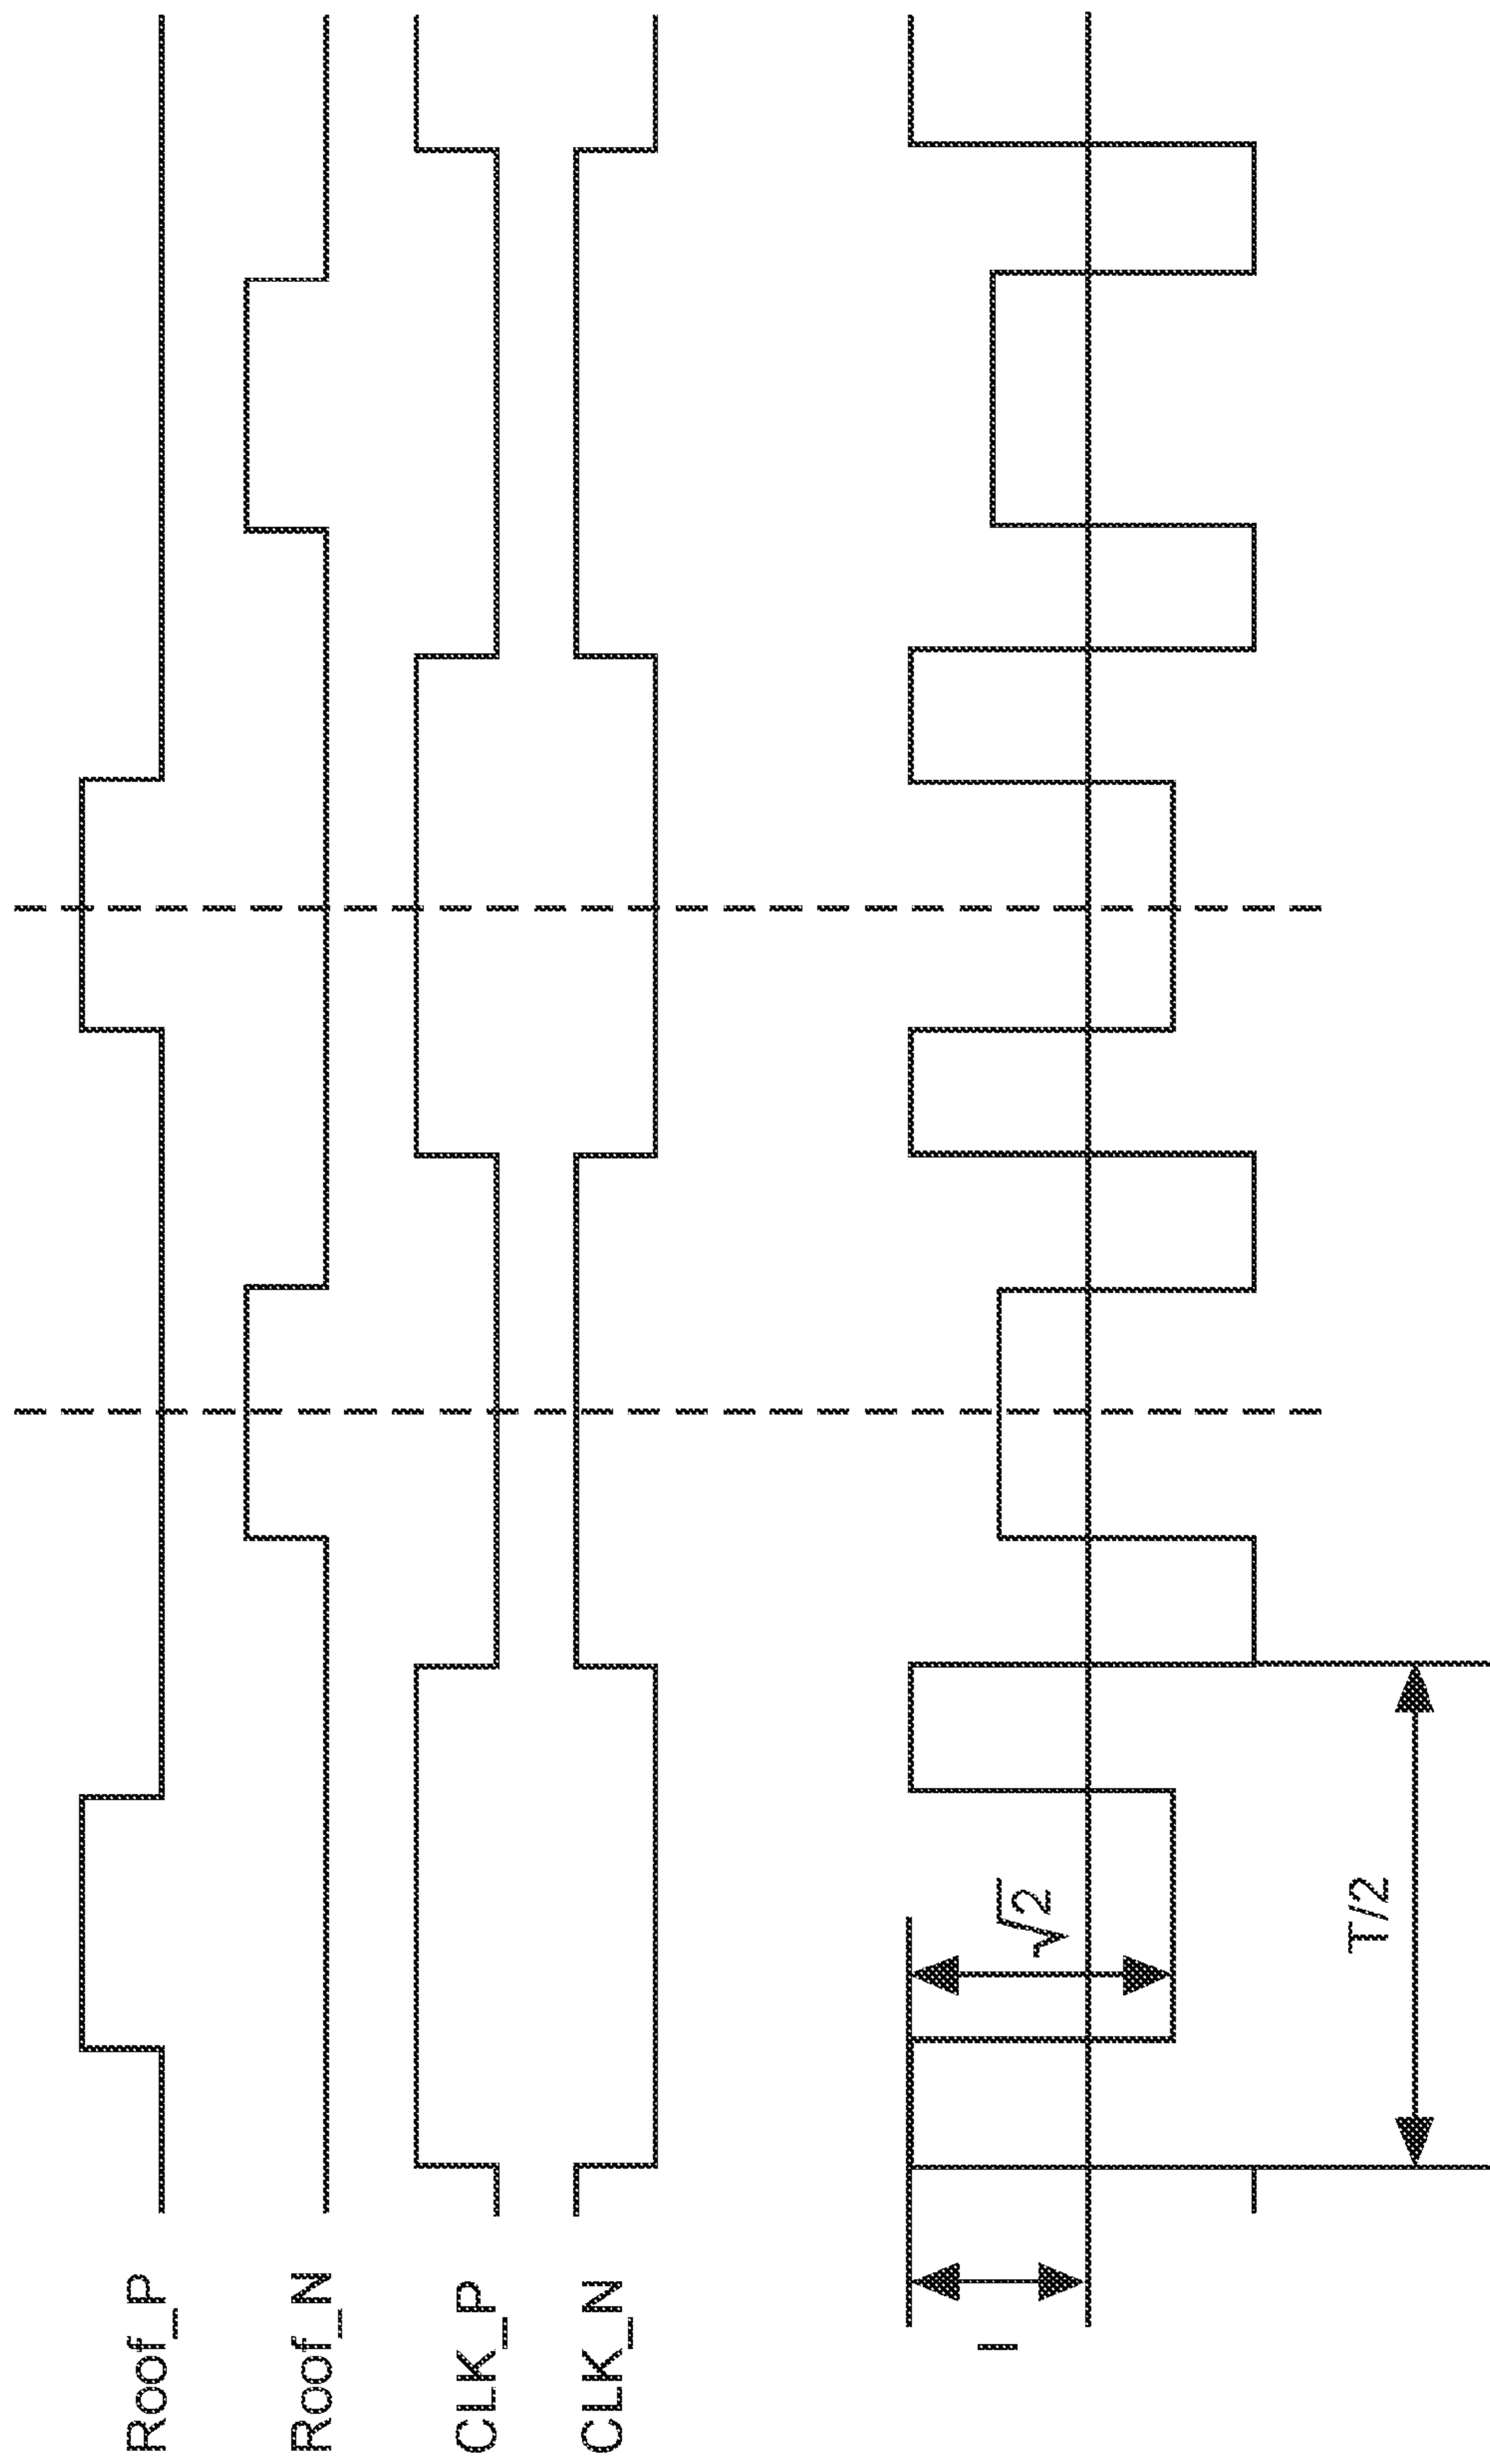 Roof_P
Roof_N
CLK_P
CLK_N
I
√2
T/2